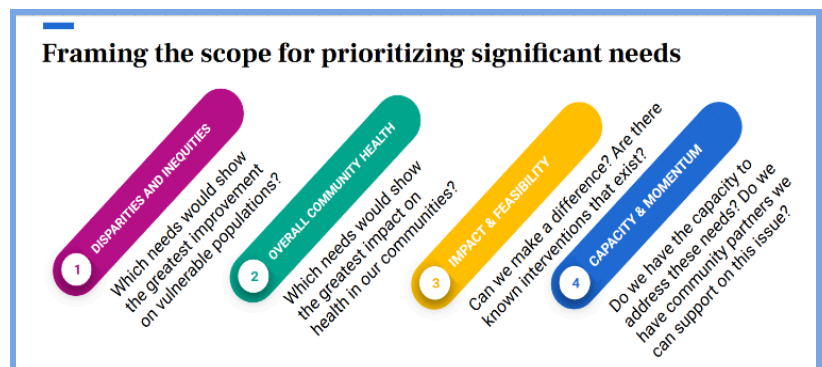 Framing the scope for prioritizing significant needs
1
DISPARITIES AND INEQUITIES
Which needs would show
the greatest improvement
on vulnerable populations?
2
OVERALL COMMUNITY HEALTH
Which needs would show
the greatest impact on
health in our communities?
3
IMPACT & FEASIBILITY
Can we make a difference? Are there
known interventions that exist?
4
CAPACITY & MOMENTUM
Do we have the capacity to
address these needs? Do we
have community partners we
can support on this issue?